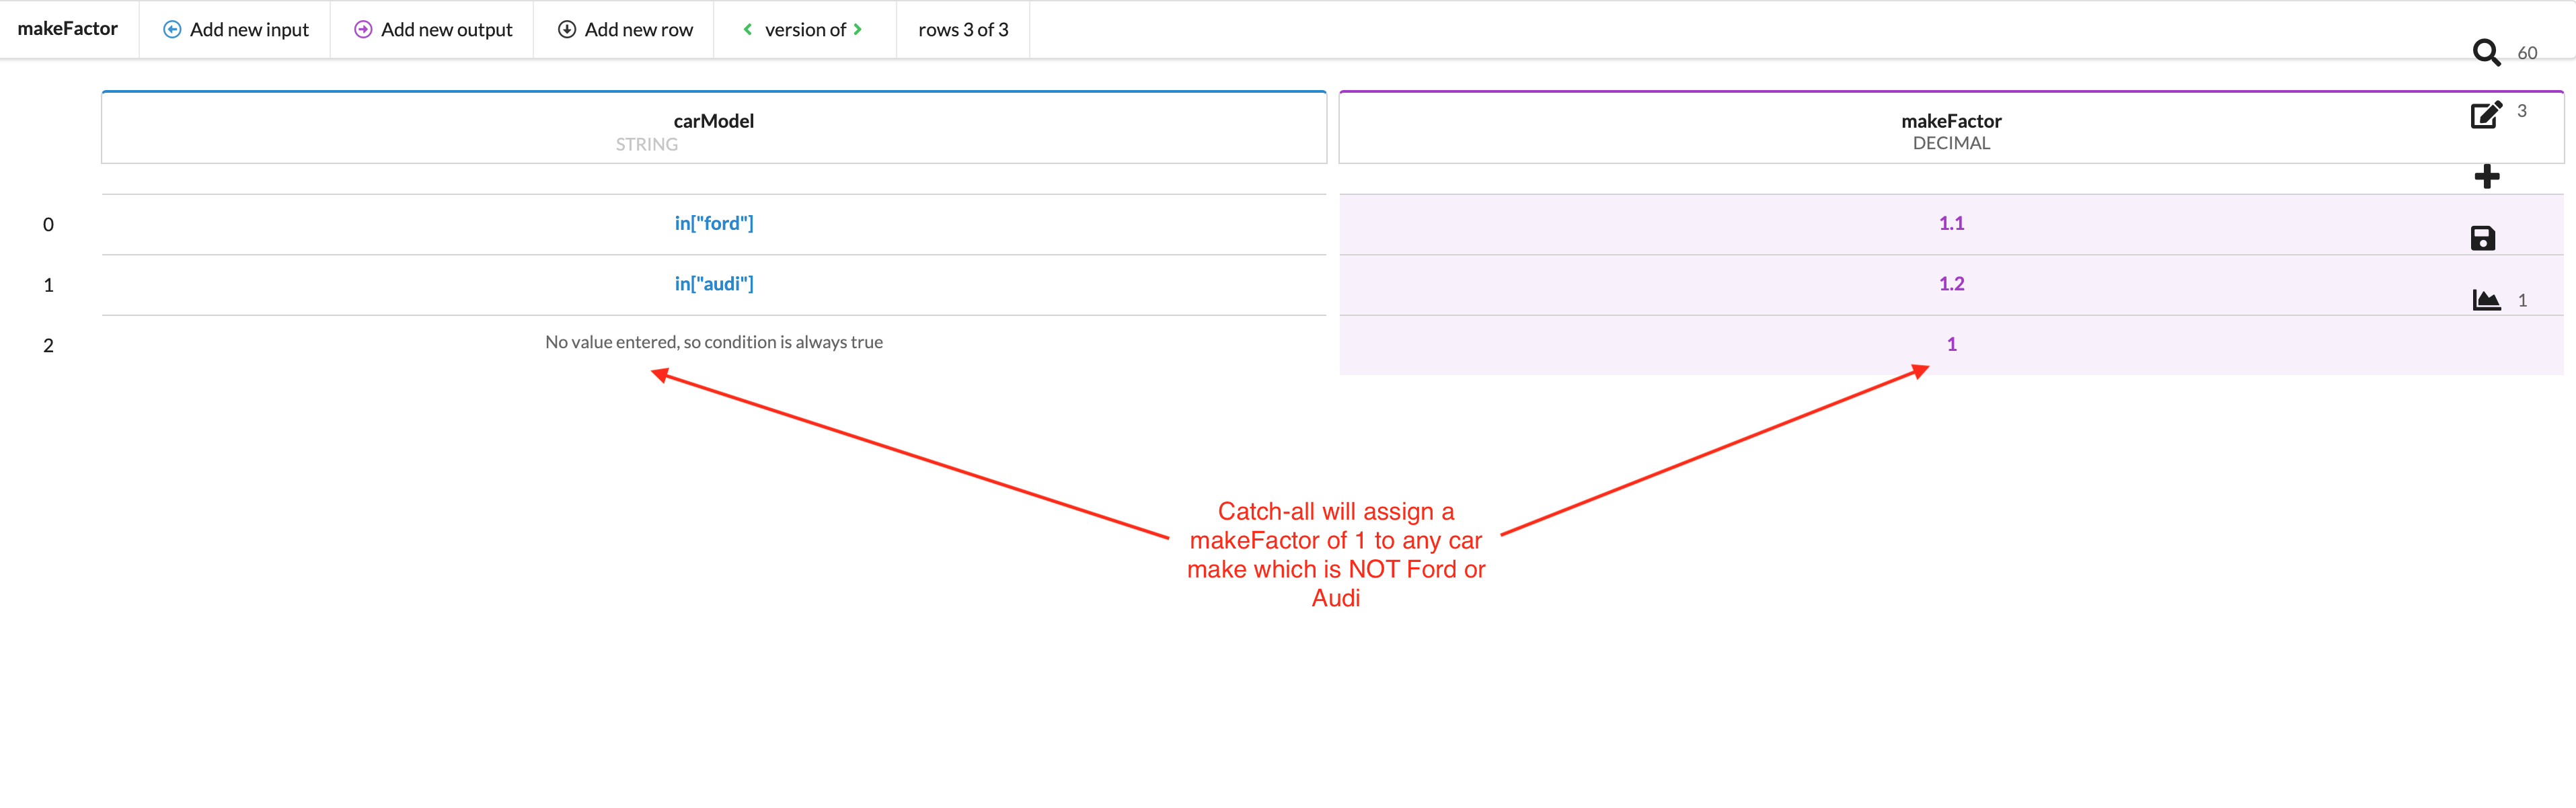 makeFactor Add new input Add new output Add new row < version of > rows 3 of 3
60
carModel makeFactor
STRING DECIMAL
3
0 in["ford"] 1.1
1 in["audi"] 1.2
1
2 No value entered, so condition is always true 1
Catch-all will assign a
makeFactor of 1 to any car
make which is NOT Ford or
Audi